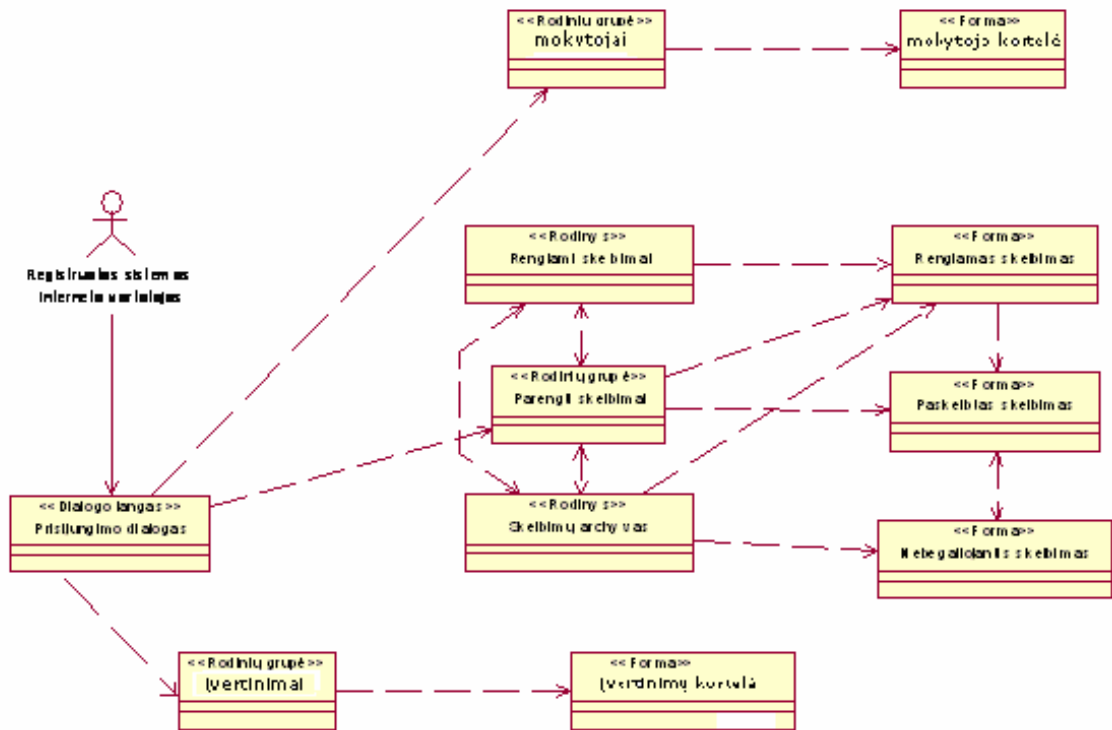 <<Rodinių grupė>>
mokytojai
<<Forma>>
mokytojo kortelė
Registruotas sistemos
interneto vartotojas
<<Rodinys>>
Rengiami skelbimai
<<Forma>>
Rengiamas skelbimas
<<Rodinių grupė>>
Parengti skelbimai
<<Forma>>
Paskelbtas skelbimas
<<Dialogo langas>>
Prisijungimo dialogas
<<Rodinys>>
Skelbimų archyvas
<<Forma>>
Nebegaliojantis skelbimas
<<Rodinių grupė>>
Įvertinimai
<<Forma>>
Įvertinimų kortelė